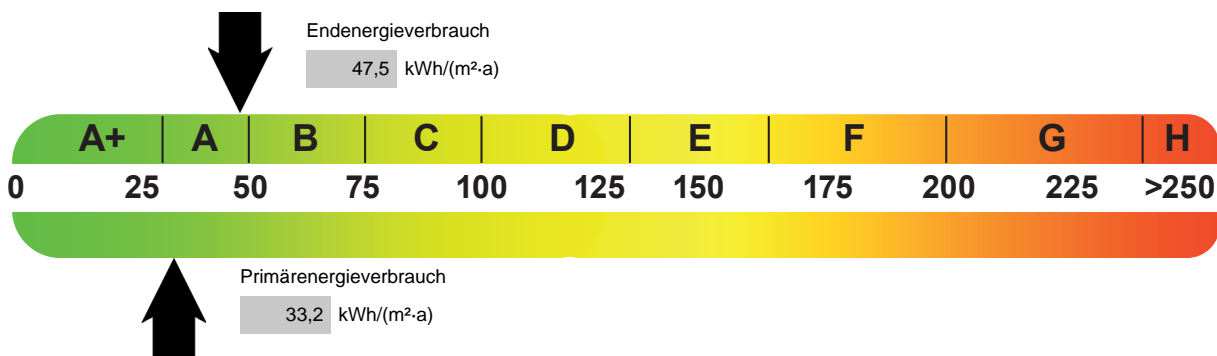 Endenergieverbrauch
47,5 kWh/(m²·a)
A+ A B C D E F G H
0 25 50 75 100 125 150 175 200 225 >250
Primärenergieverbrauch
33,2 kWh/(m²·a)